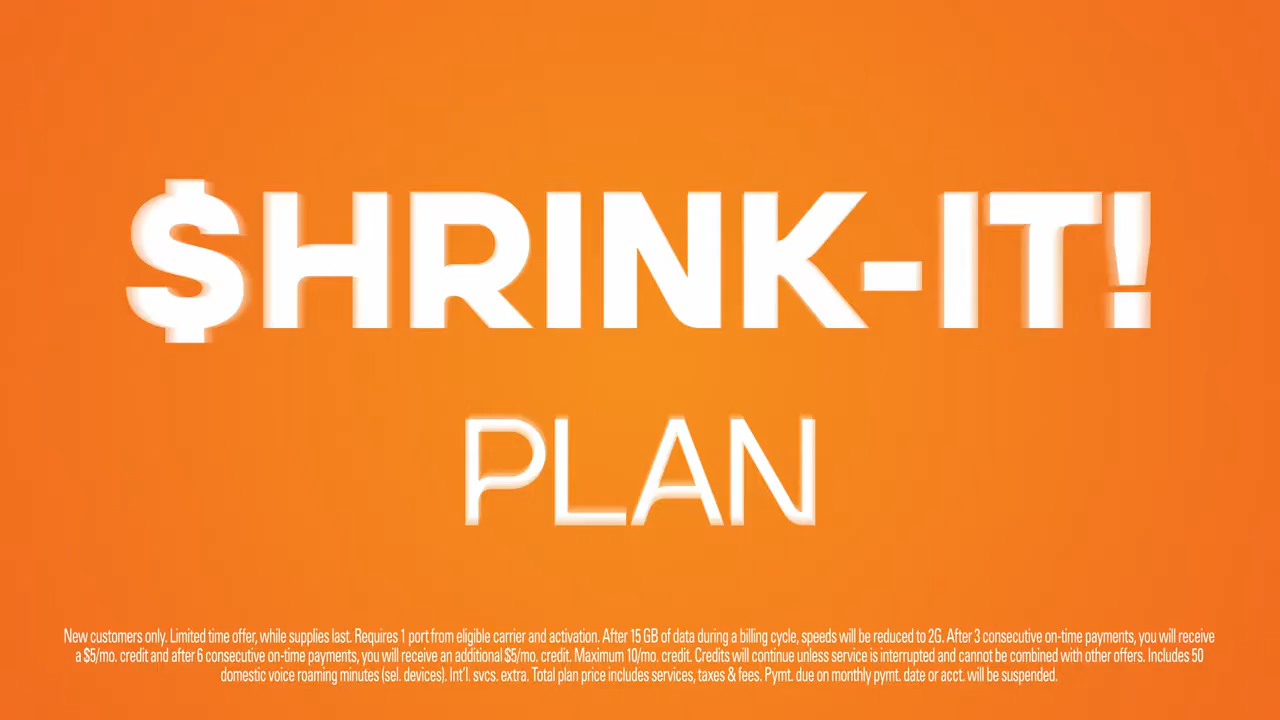 $HRINK-IT!
PLAN
New customers only. Limited time offer, while supplies last. Requires 1 port from eligible carrier and activation. After 15 GB of data during a billing cycle, speeds will be reduced to 2G. After 3 consecutive on-time payments, you will receive
a $5/mo. credit and after 6 consecutive on-time payments, you will receive an additional $5/mo. credit. Maximum 10/mo. credit. Credits will continue unless service is interrupted and cannot be combined with other offers. Includes 50
domestic voice roaming minutes (sel. devices). Int'l. svcs. extra. Total plan price includes services, taxes & fees. Pymt. due on monthly pymt. date or acct. will be suspended.